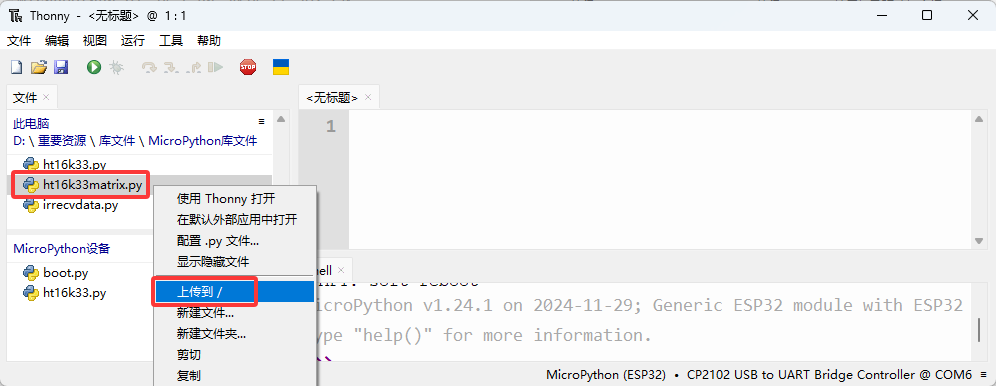 Thonny - <无标题> @ 1:1
文件 编辑 视图 运行 工具 帮助
STOP
文件 ×
<无标题> ×
此电脑
D: \ 重要资源 \ 库文件 \ MicroPython库文件
ht16k33.py
ht16k33matrix.py
irrecvdata.py
1
使用 Thonny 打开
在默认外部应用中打开
配置 .py 文件...
显示隐藏文件
上传到 /
新建文件...
新建文件夹...
剪切
复制
MicroPython设备
boot.py
ht16k33.py
ell ×
soft reboot
icroPython v1.24.1 on 2024-11-29; Generic ESP32 module with ESP32
ype "help()" for more information.
MicroPython (ESP32) • CP2102 USB to UART Bridge Controller @ COM6 ≡